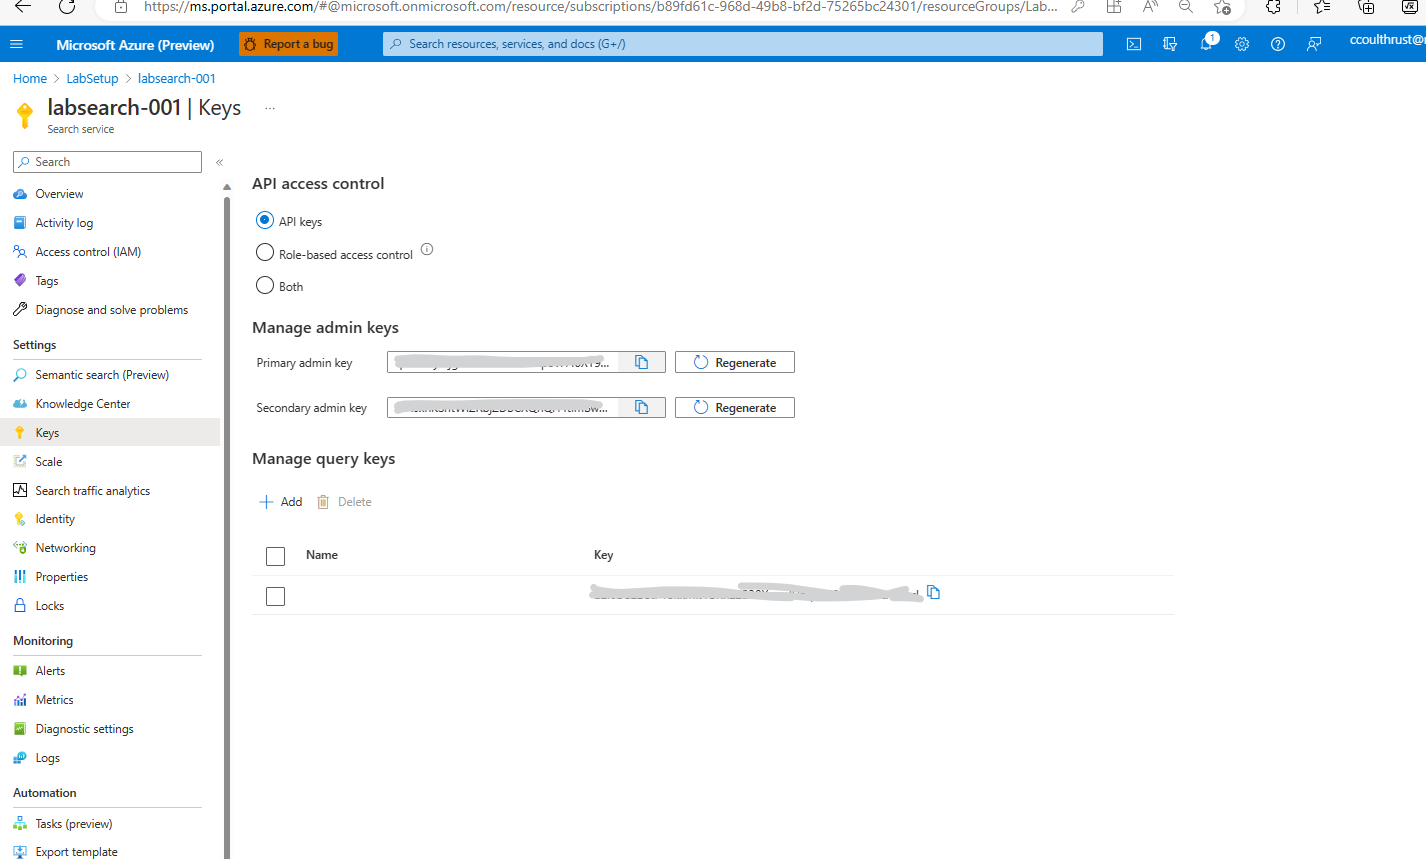 https://ms.portal.azure.com/#@microsoft.onmicrosoft.com/resource/subscriptions/b89fd61c-968d-49b8-bf2d-75265bc24301/resourceGroups/Lab...
Microsoft Azure (Preview) Report a bug Search resources, services, and docs (G+/) 1 ccoulthrust@
Home > LabSetup > labsearch-001
labsearch-001 | Keys ...
Search service
Search «
Overview
Activity log
Access control (IAM)
Tags
Diagnose and solve problems
Settings
Semantic search (Preview)
Knowledge Center
Keys
Scale
Search traffic analytics
Identity
Networking
Properties
Locks
Monitoring
Alerts
Metrics
Diagnostic settings
Logs
Automation
Tasks (preview)
Export template
API access control
API keys
Role-based access control
Both
Manage admin keys
Primary admin key Regenerate
Secondary admin key Regenerate
Manage query keys
Add Delete
Name Key